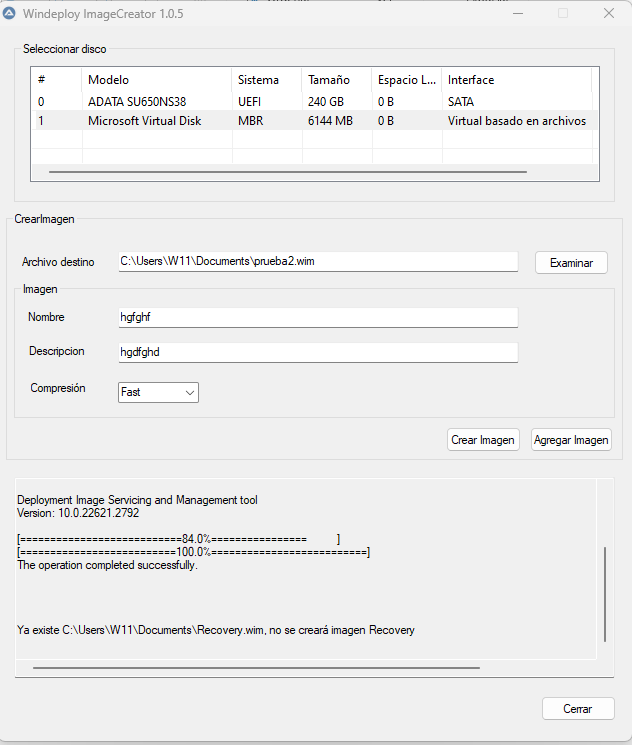 Windeploy ImageCreator 1.0.5
Seleccionar disco
# Modelo Sistema Tamaño Espacio L... Interface
0 ADATA SU650NS38 UEFI 240 GB 0 B SATA
1 Microsoft Virtual Disk MBR 6144 MB 0 B Virtual basado en archivos
CrearImagen
Archivo destino C:\Users\W11\Documents\prueba2.wim Examinar
Imagen
Nombre hgfghf
Descripcion hgdfghd
Compresión Fast
Crear Imagen Agregar Imagen
Deployment Image Servicing and Management tool
Version: 10.0.22621.2792
[===========================84.0%================ ]
[==========================100.0%==========================]
The operation completed successfully.
Ya existe C:\Users\W11\Documents\Recovery.wim, no se creará imagen Recovery
Cerrar